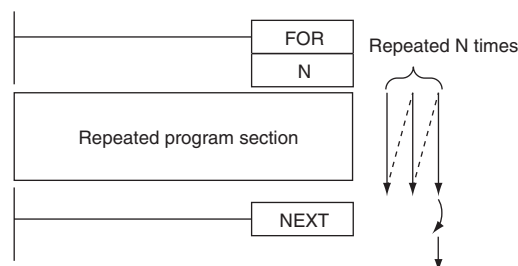 FOR
N
Repeated N times
Repeated program section
NEXT